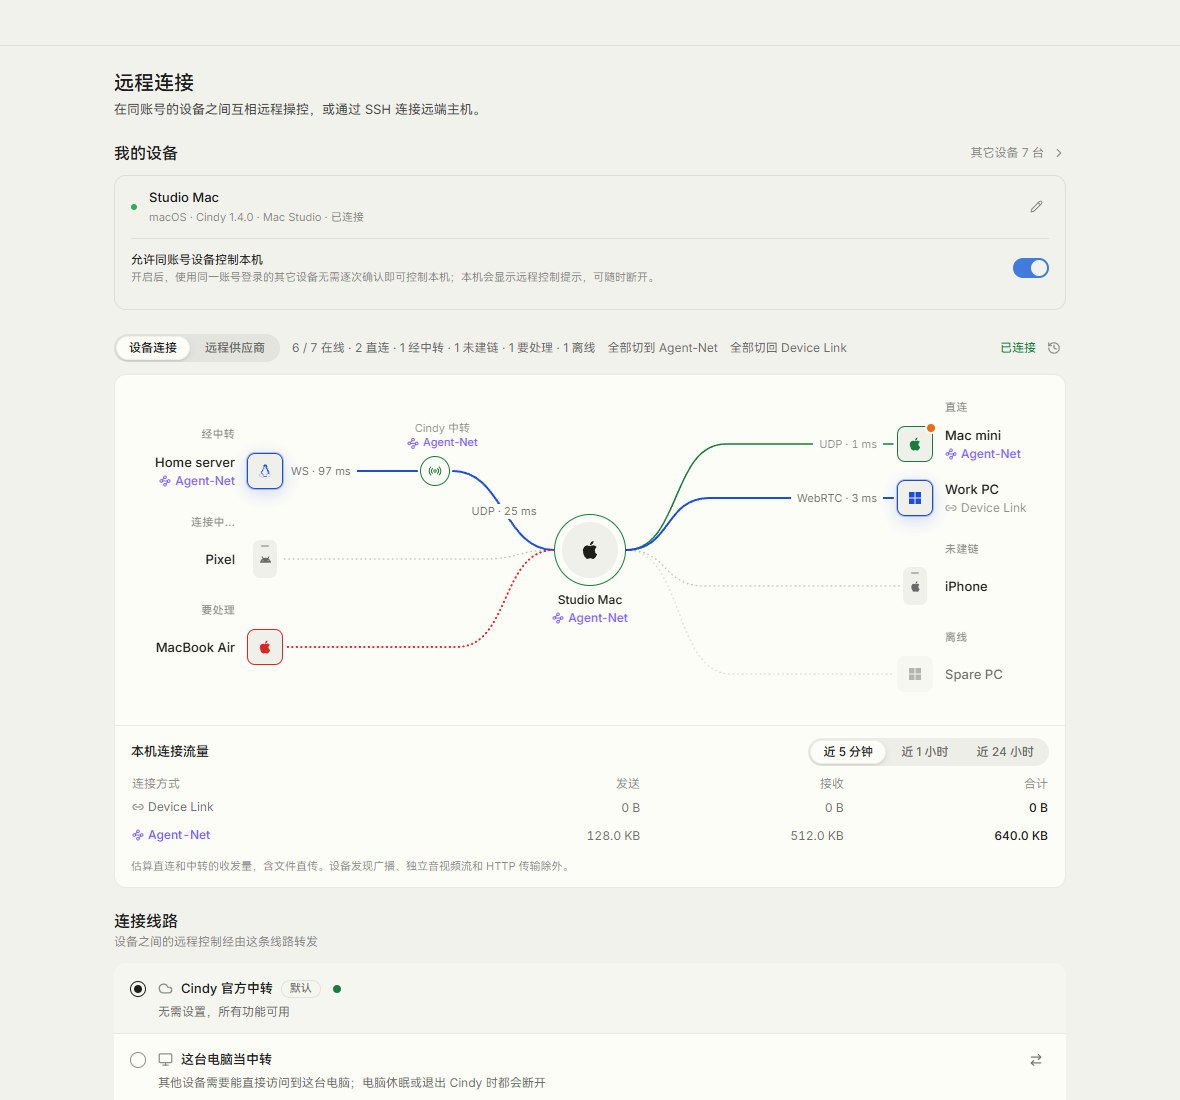 远程连接
在同账号的设备之间互相远程操控，或通过 SSH 连接远端主机。
我的设备
其它设备 7 台
Studio Mac
macOS · Cindy 1.4.0 · Mac Studio · 已连接
允许同账号设备控制本机
开启后，使用同一账号登录的其它设备无需逐次确认即可控制本机；本机会显示远程控制提示，可随时断开。
设备连接 远程供应商 6 / 7 在线 · 2 直连 · 1 经中转 · 1 未建链 · 1 要处理 · 1 离线 全部切到 Agent-Net 全部切回 Device Link 已连接
经中转
Home server
Agent-Net
WS · 97 ms
Cindy 中转
Agent-Net
UDP · 25 ms
连接中...
Pixel
要处理
MacBook Air
Studio Mac
Agent-Net
直连
UDP · 1 ms
Mac mini
Agent-Net
WebRTC · 3 ms
Work PC
Device Link
未建链
iPhone
离线
Spare PC
本机连接流量
近 5 分钟 近 1 小时 近 24 小时
连接方式 发送 接收 合计
Device Link 0 B 0 B 0 B
Agent-Net 128.0 KB 512.0 KB 640.0 KB
估算直连和中转的收发量，含文件直传。设备发现广播、独立音视频流和 HTTP 传输除外。
连接线路
设备之间的远程控制经由这条线路转发
Cindy 官方中转 默认
无需设置，所有功能可用
这台电脑当中转
其他设备需要能直接访问到这台电脑；电脑休眠或退出 Cindy 时都会断开